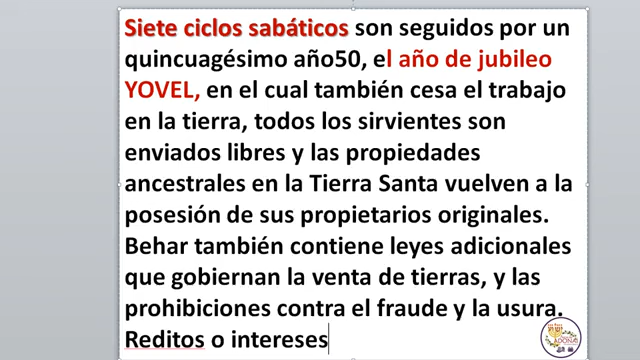 Siete ciclos sabáticos son seguidos por un
quincuagésimo año50, el año de jubileo
YOVEL, en el cual también cesa el trabajo
en la tierra, todos los sirvientes son
enviados libres y las propiedades
ancestrales en la Tierra Santa vuelven a la
posesión de sus propietarios originales.
Behar también contiene leyes adicionales
que gobiernan la venta de tierras, y las
prohibiciones contra el fraude y la usura.
Reditos o intereses